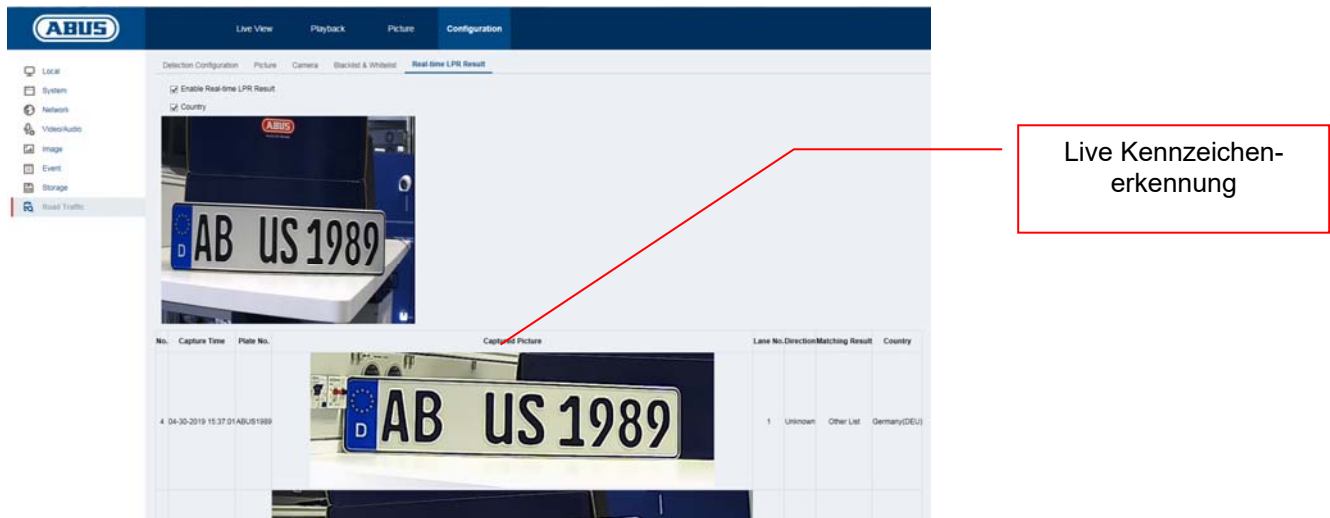 ABUS
Live View Playback Picture Configuration
Detection Configuration Picture Camera Blacklist & Whitelist Real-time LPR Result
Local
System
Network
Video/Audio
Image
Event
Storage
Road Traffic
Enable Real-time LPR Result
Country
ABUS
D AB US 1989
Live Kennzeichen-
erkennung
No. Capture Time Plate No. Captured Picture Lane No. Direction Matching Result Country
4 04-30-2019 15:37:01 ABUS1989 D AB US 1989 1 Unknown Other List Germany(DEU)